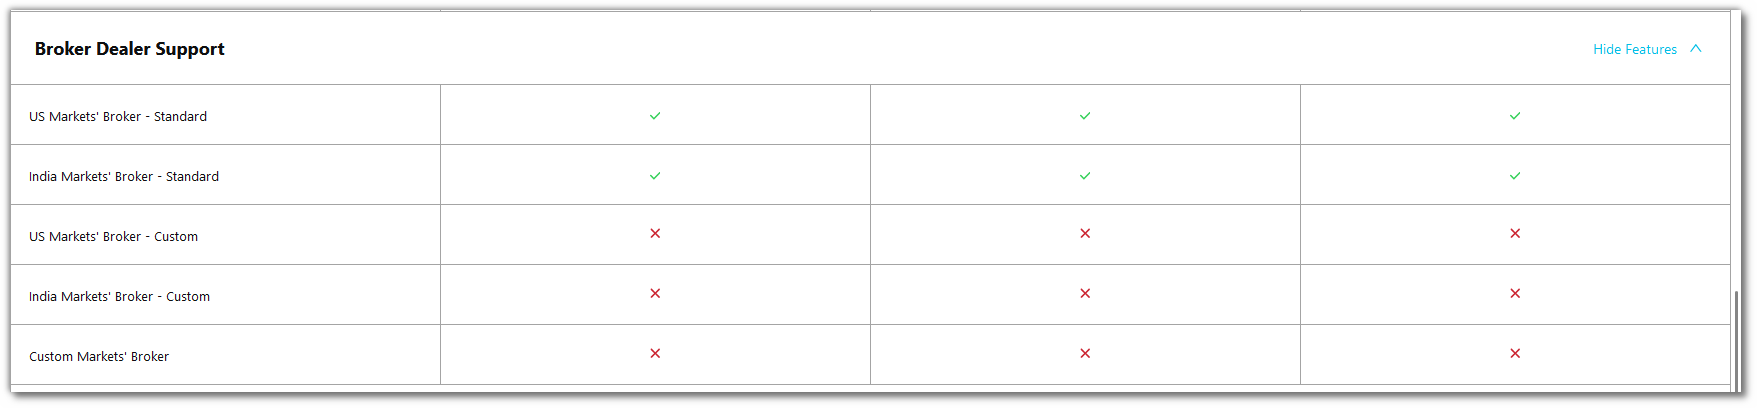 Broker Dealer Support
Hide Features
US Markets' Broker - Standard
India Markets' Broker - Standard
US Markets' Broker - Custom
India Markets' Broker - Custom
Custom Markets' Broker